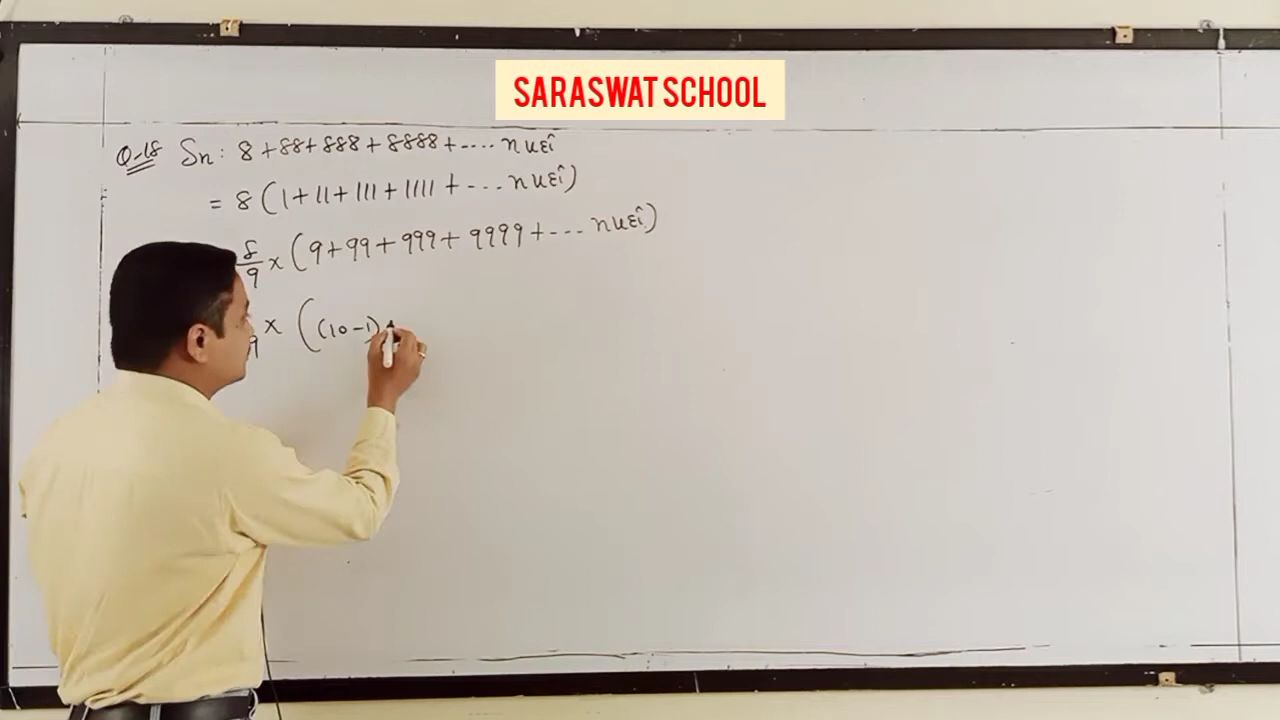 SARASWAT SCHOOL
Q-18 Sn : 8 + 88 + 888 + 8888 + .... n પદો
= 8 ( 1 + 11 + 111 + 1111 + ... n પદો )
8/9 × ( 9 + 99 + 999 + 9999 + ... n પદો )
9 × ( (10 - 1) +